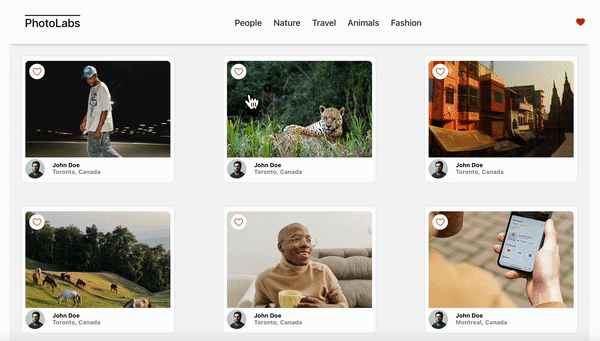 PhotoLabs
People Nature Travel Animals Fashion
John Doe
Toronto, Canada
John Doe
Toronto, Canada
John Doe
Toronto, Canada
John Doe
Toronto, Canada
John Doe
Toronto, Canada
John Doe
Montreal, Canada